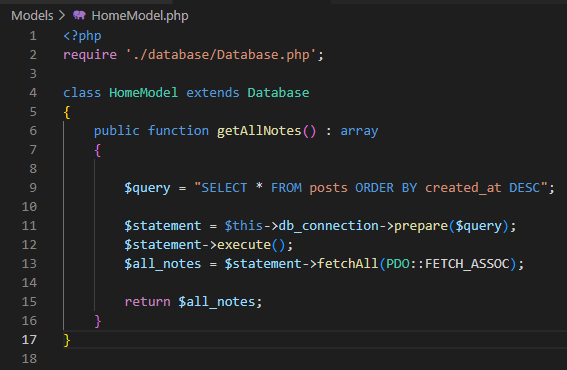 Models > HomeModel.php
1 <?php
2 require './database/Database.php';
3
4 class HomeModel extends Database
5 {
6 public function getAllNotes() : array
7 {
8
9 $query = "SELECT * FROM posts ORDER BY created_at DESC";
10
11 $statement = $this->db_connection->prepare($query);
12 $statement->execute();
13 $all_notes = $statement->fetchAll(PDO::FETCH_ASSOC);
14
15 return $all_notes;
16 }
17 }
18